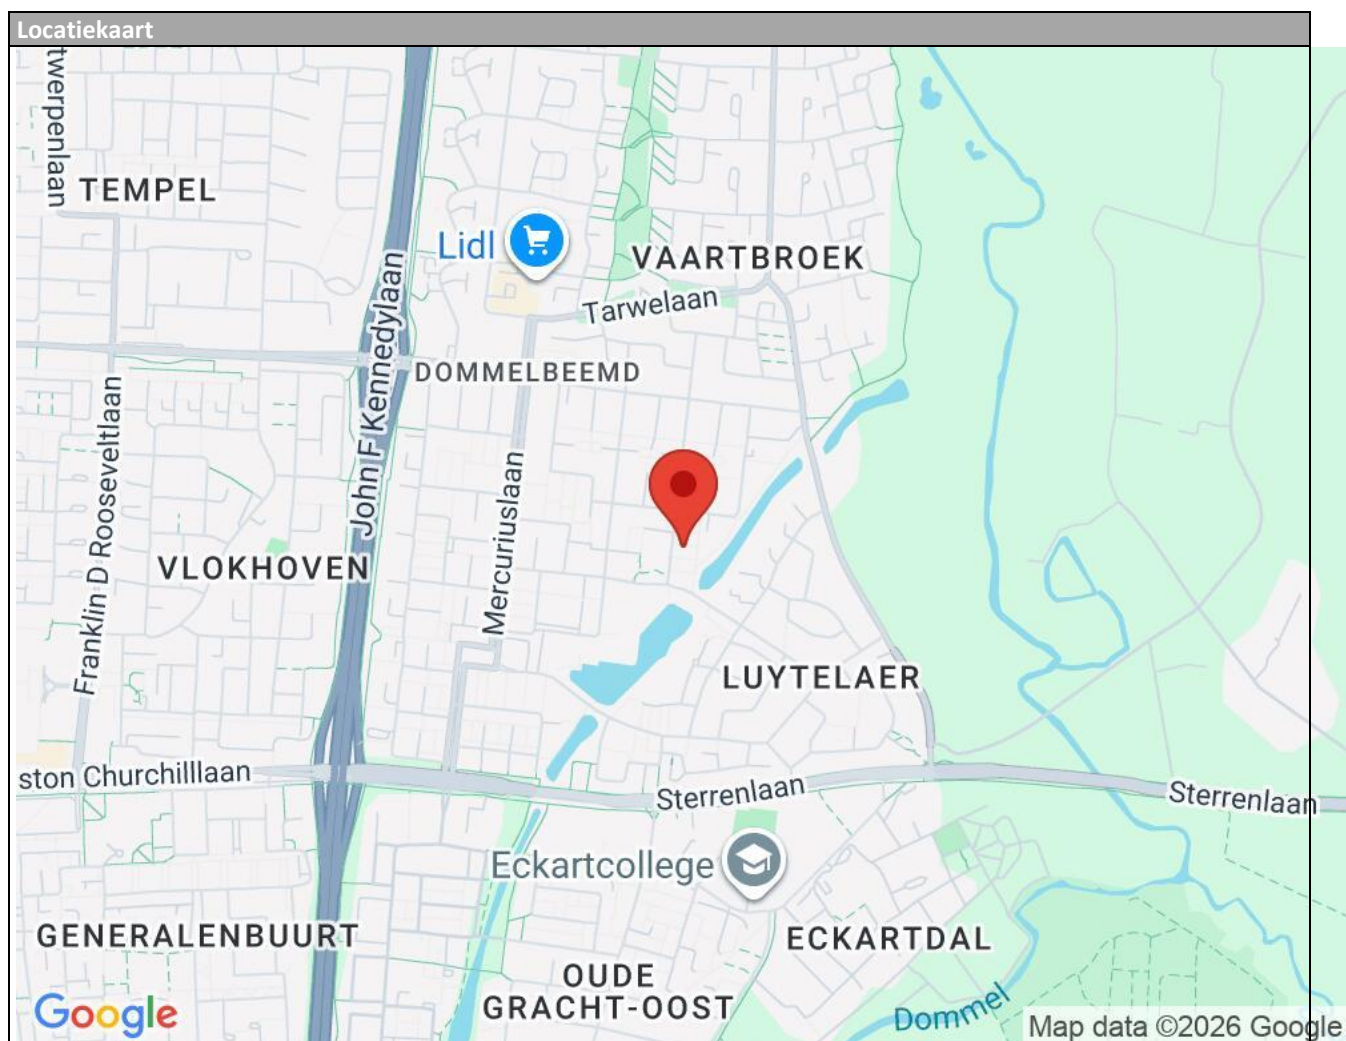 Locatiekaart
twerpenlaan
TEMPEL
Lidl
VAARTBROEK
Tarwelaan
John F Kennedylaan
DOMMELBEEMD
Franklin D Rooseveltlaan
Mercuriuslaan
VLOKHOVEN
LUYTELAER
ston Churchilllaan
Sterrenlaan
Sterrenlaan
Eckartcollege
GENERALENBUURT
ECKARTDAL
OUDE
GRACHT-OOST
Dommel
Google
Map data ©2026 Google